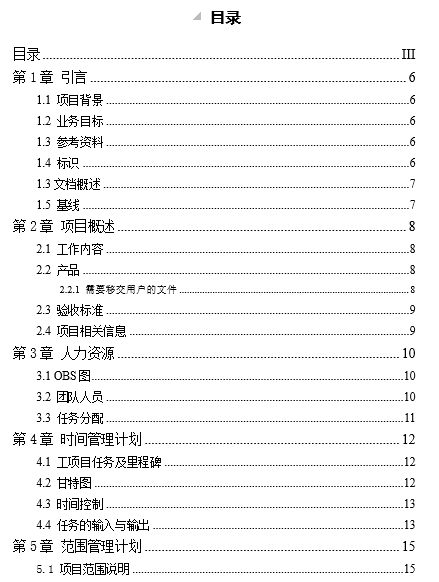 目录
目录 III
第 1 章 引言 6
1.1 项目背景 6
1.2 业务目标 6
1.3 参考资料 6
1.4 标识 6
1.3 文档概述 7
1.5 基线 7
第 2 章 项目概述 8
2.1 工作内容 8
2.2 产品 8
2.2.1 需要移交用户的文件 8
2.3 验收标准 9
2.4 项目相关信息 9
第 3 章 人力资源 10
3.1 OBS 图 10
3.2 团队人员 10
3.3 任务分配 11
第 4 章 时间管理计划 12
4.1 工项目任务及里程碑 12
4.2 甘特图 12
4.3 时间控制 13
4.4 任务的输入与输出 13
第 5 章 范围管理计划 15
5. 1 项目范围说明 15